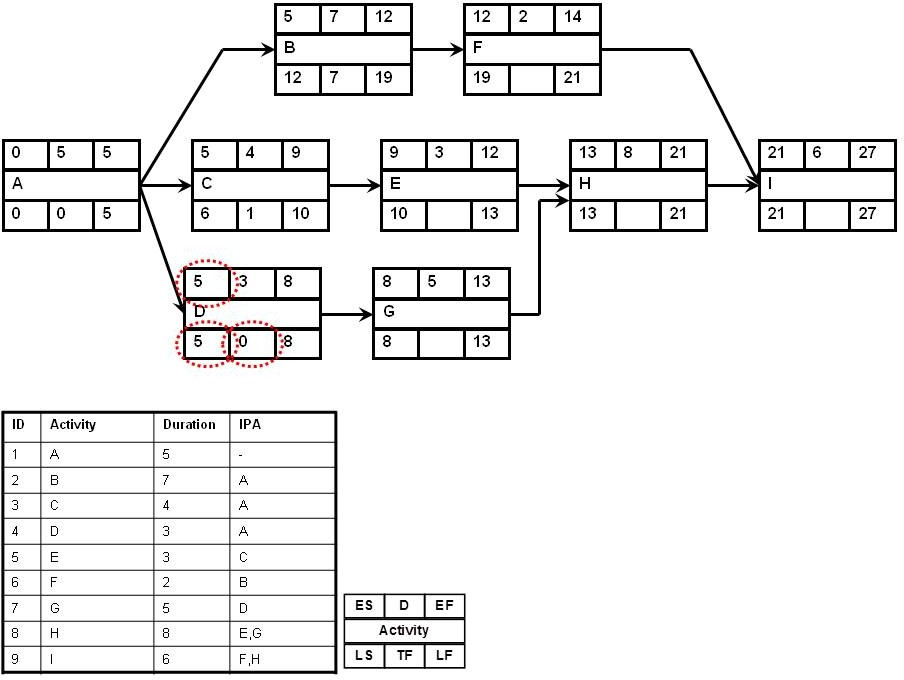 5 7 12
B
12 7 19
12 2 14
F
19 21
0 5 5
A
0 0 5
5 4 9
C
6 1 10
9 3 12
E
10 13
13 8 21
H
13 21
21 6 27
I
21 27
5 3 8
D
5 0 8
8 5 13
G
8 13
ID Activity Duration IPA
1 A 5 -
2 B 7 A
3 C 4 A
4 D 3 A
5 E 3 C
6 F 2 B
7 G 5 D
8 H 8 E,G
9 I 6 F,H
ES D EF
Activity
LS TF LF